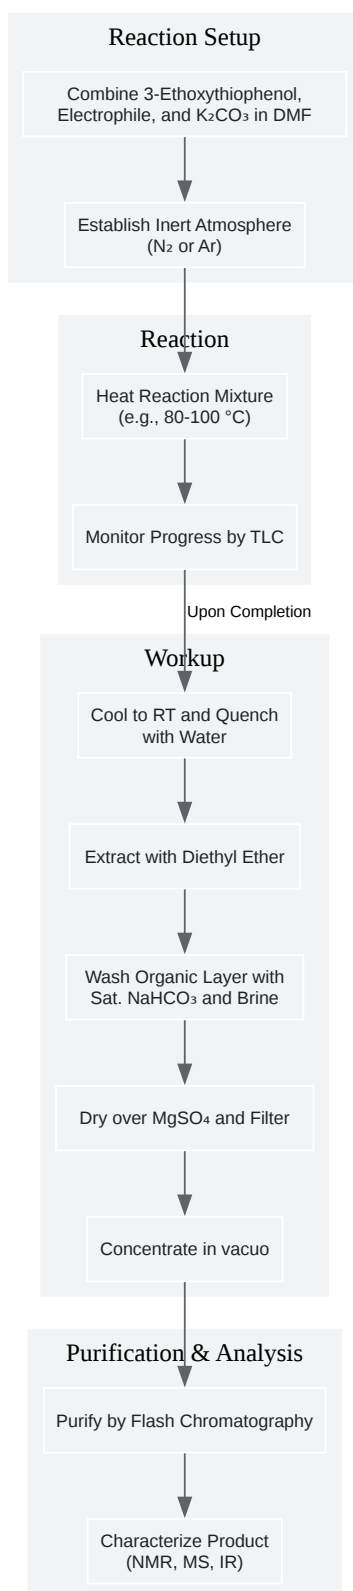 Reaction Setup
Combine 3-Ethoxythiophenol,
Electrophile, and K₂CO₃ in DMF
Establish Inert Atmosphere
(N₂ or Ar)
Reaction
Heat Reaction Mixture
(e.g., 80-100 °C)
Monitor Progress by TLC
Upon Completion
Workup
Cool to RT and Quench
with Water
Extract with Diethyl Ether
Wash Organic Layer with
Sat. NaHCO₃ and Brine
Dry over MgSO₄ and Filter
Concentrate in vacuo
Purification & Analysis
Purify by Flash Chromatography
Characterize Product
(NMR, MS, IR)